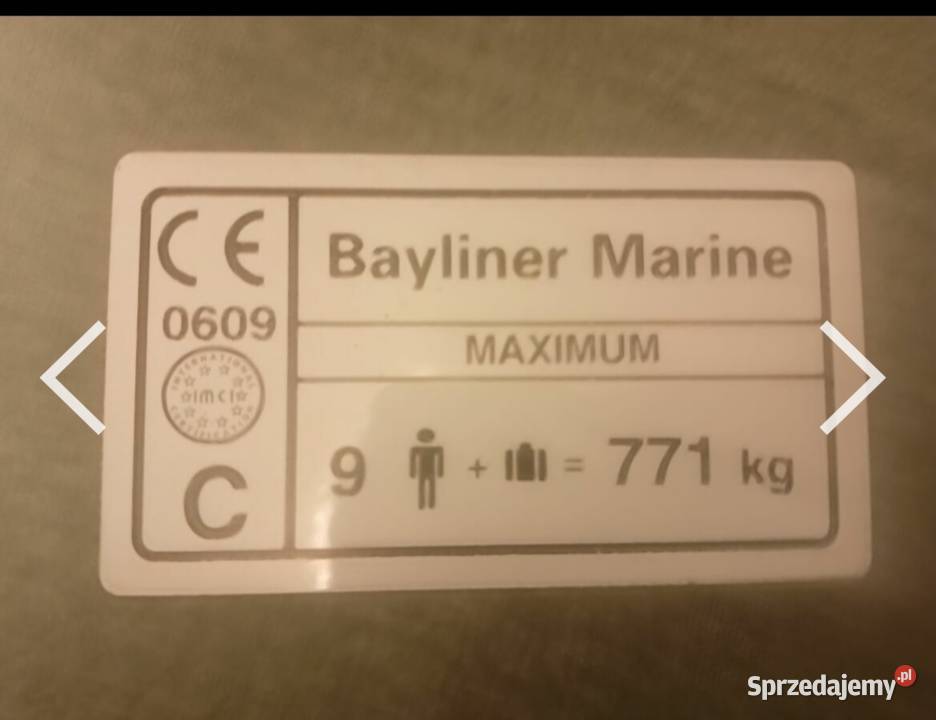 CE
0609
INTERNATIONAL
IMCI
CERTIFICATION
C
Bayliner Marine
MAXIMUM
9 + = 771 kg
Sprzedajemy.pl